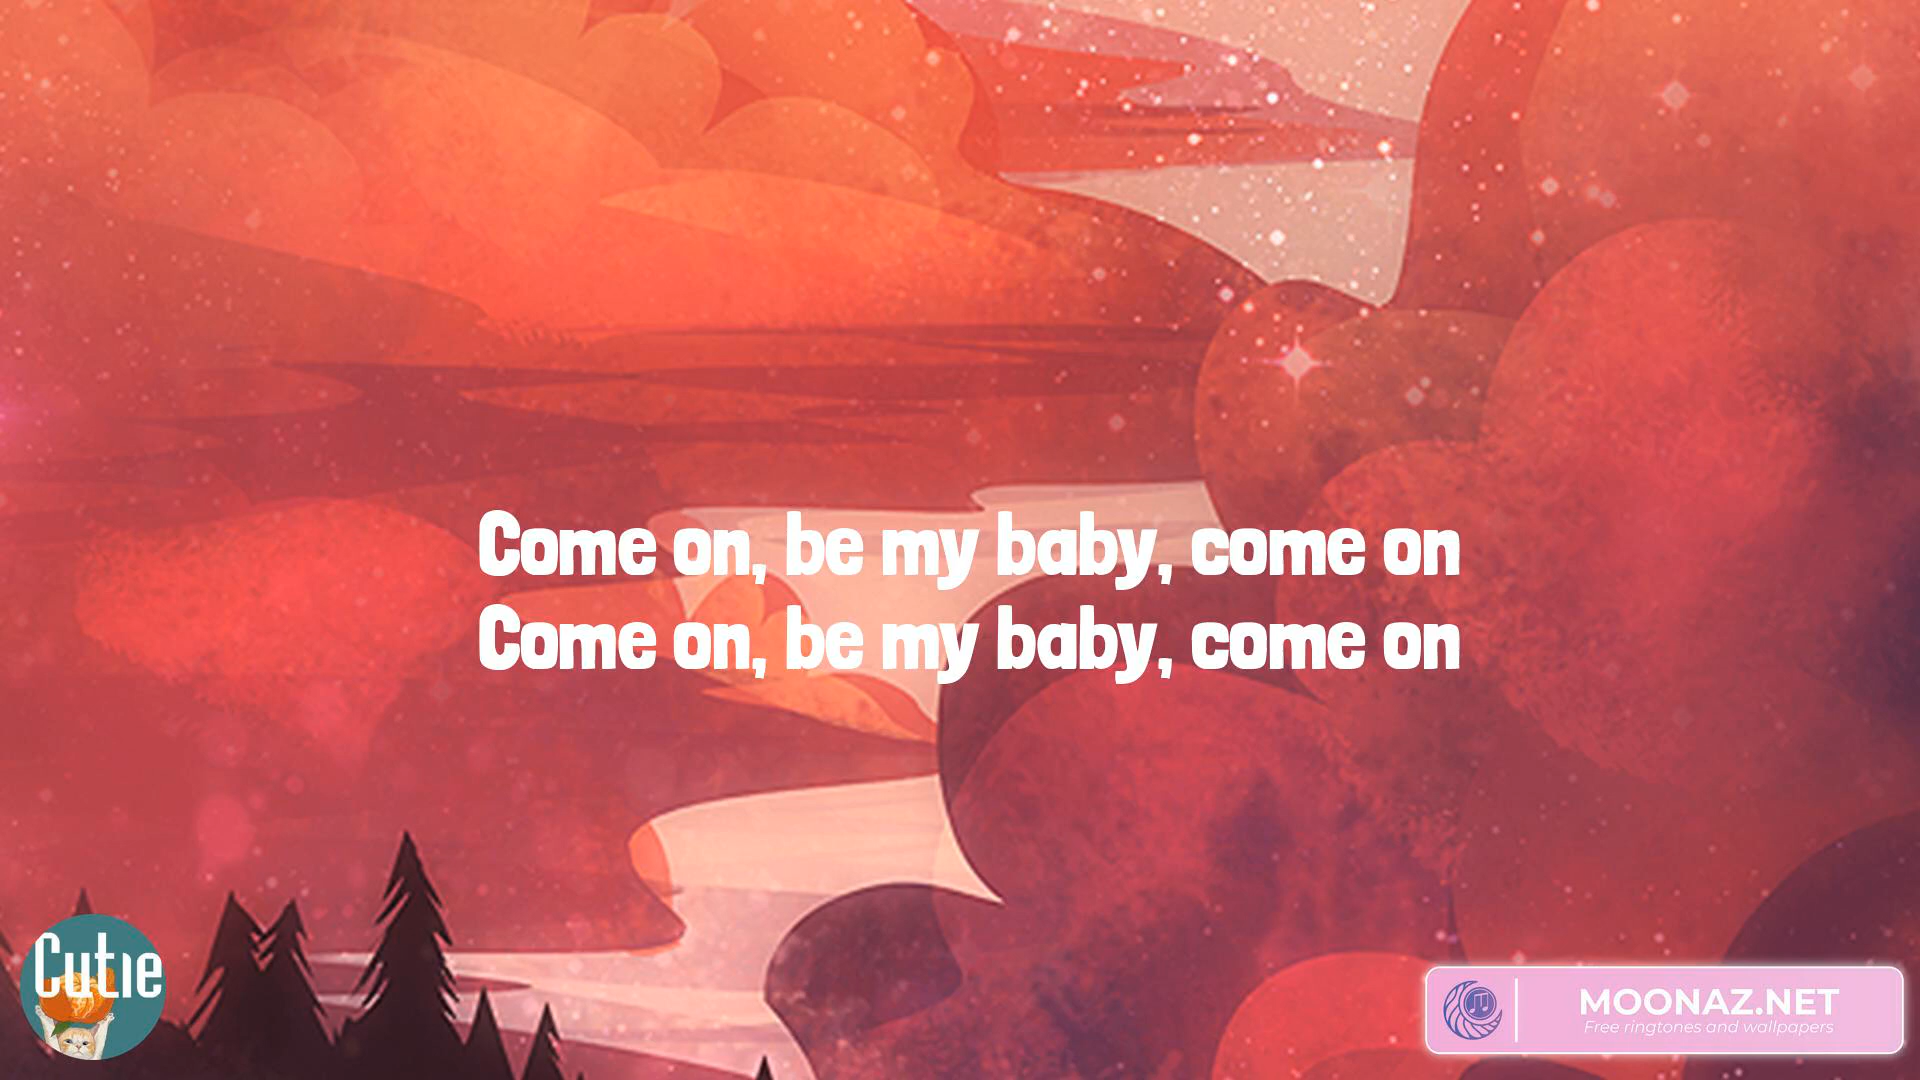 Come on, be my baby, come on
Come on, be my baby, come on
Cutie
MOONAZ.NET
Free ringtones and wallpapers